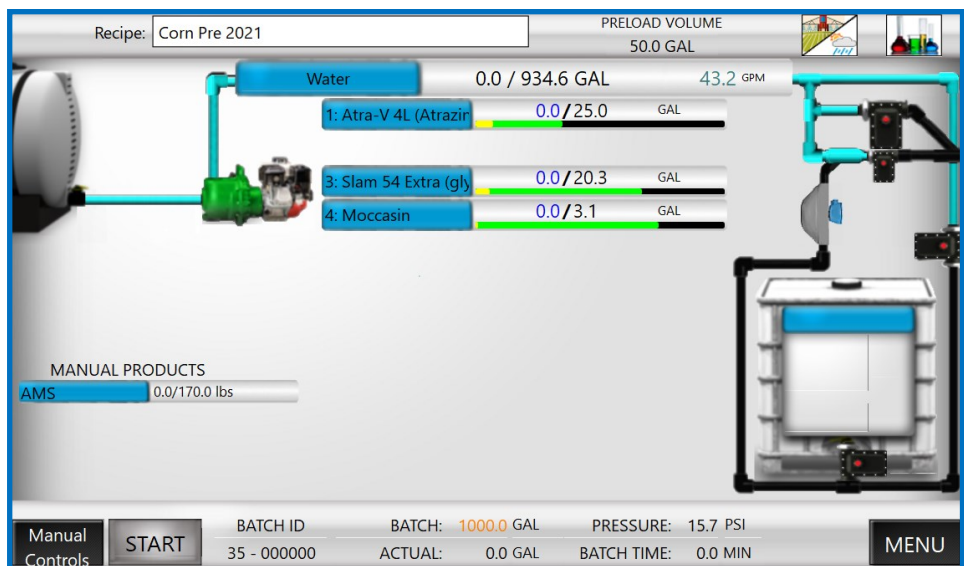 Recipe: Corn Pre 2021
PRELOAD VOLUME
50.0 GAL
Water 0.0 / 934.6 GAL 43.2 GPM
1: Atra-V 4L (Atrazin 0.0/25.0 GAL
3: Slam 54 Extra (gly 0.0/20.3 GAL
4: Moccasin 0.0/3.1 GAL
MANUAL PRODUCTS
AMS 0.0/170.0 lbs
Manual Controls
START
BATCH ID
35 - 000000
BATCH: 1000.0 GAL
ACTUAL: 0.0 GAL
PRESSURE: 15.7 PSI
BATCH TIME: 0.0 MIN
MENU